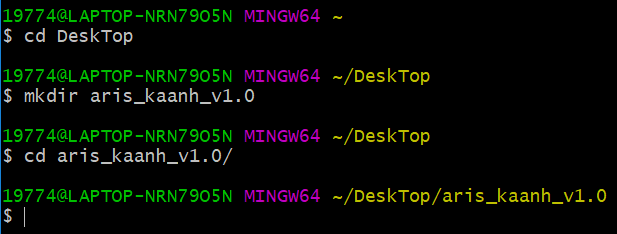 19774@LAPTOP-NRN79O5N MINGW64 ~
$ cd DeskTop
19774@LAPTOP-NRN79O5N MINGW64 ~/DeskTop
$ mkdir aris_kaanh_v1.0
19774@LAPTOP-NRN79O5N MINGW64 ~/DeskTop
$ cd aris_kaanh_v1.0/
19774@LAPTOP-NRN79O5N MINGW64 ~/DeskTop/aris_kaanh_v1.0
$